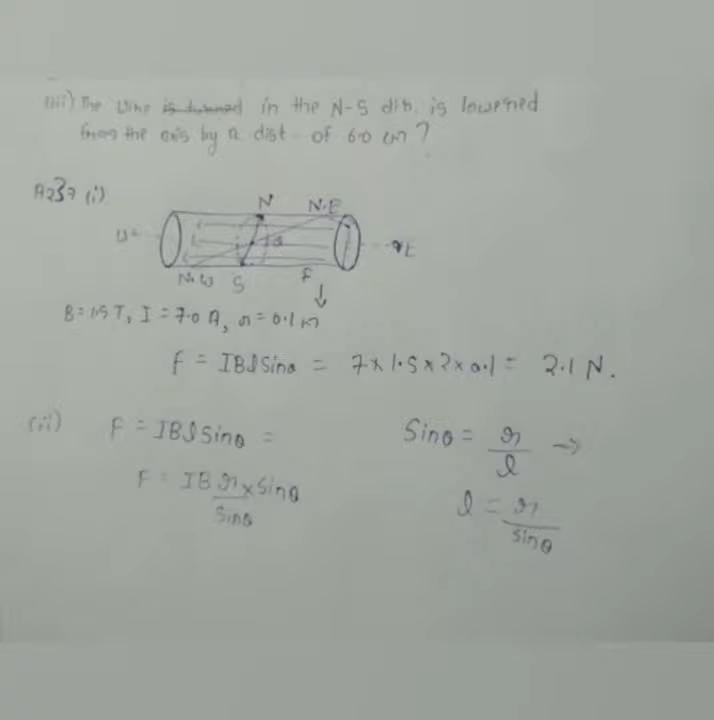 iii) The wire is turned in the N-S dir. is lowered
from the axis by a dist. of 6.0 cm?
(i)
N N.E
N.W S F
B = 1.5 T, I = 7.0 A, r = 0.1 m
F = IBl Sinθ = 7 x 1.5 x 2 x 0.1 = 2.1 N.
(ii) F = IBl Sinθ = Sinθ = r/l →
F = IB r/Sinθ x Sinθ l = r/Sinθ